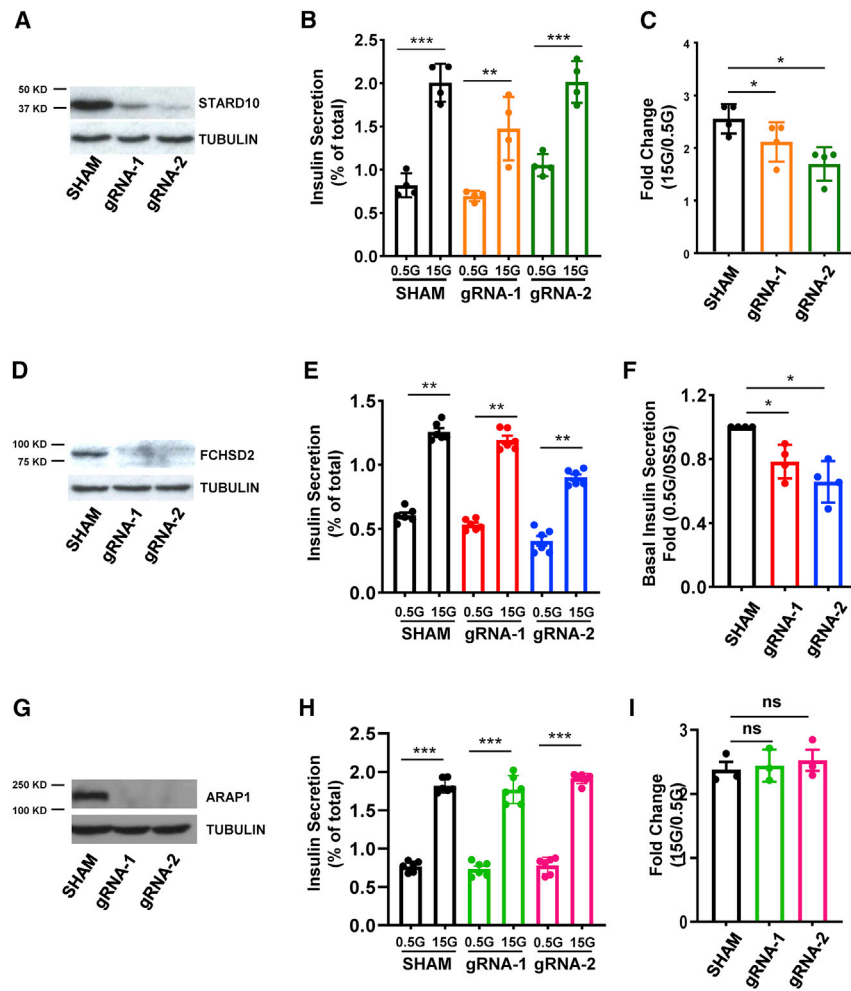 A
50 KD
37 KD
STARD10
TUBULIN
SHAM
gRNA-1
gRNA-2
B
Insulin Secretion
(% of total)
2.5
2.0
1.5
1.0
0.5
0.0
***
**
***
0.5G 15G 0.5G 15G 0.5G 15G
SHAM gRNA-1 gRNA-2
C
Fold Change
(15G/0.5G)
4
3
2
1
0
*
*
SHAM
gRNA-1
gRNA-2
D
100 KD
75 KD
FCHSD2
TUBULIN
SHAM
gRNA-1
gRNA-2
E
Insulin Secretion
(% of total)
1.5
1.0
0.5
0.0
**
**
**
0.5G 15G 0.5G 15G 0.5G 15G
SHAM gRNA-1 gRNA-2
F
Basal Insulin Secretion
Fold (0.5G/0S5G)
1.2
0.8
0.4
0.0
*
*
SHAM
gRNA-1
gRNA-2
G
250 KD
100 KD
ARAP1
TUBULIN
SHAM
gRNA-1
gRNA-2
H
Insulin Secretion
(% of total)
2.5
2.0
1.5
1.0
0.5
0.0
***
***
***
0.5G 15G 0.5G 15G 0.5G 15G
SHAM gRNA-1 gRNA-2
I
Fold Change
(15G/0.5G)
3
2
1
0
ns
ns
SHAM
gRNA-1
gRNA-2